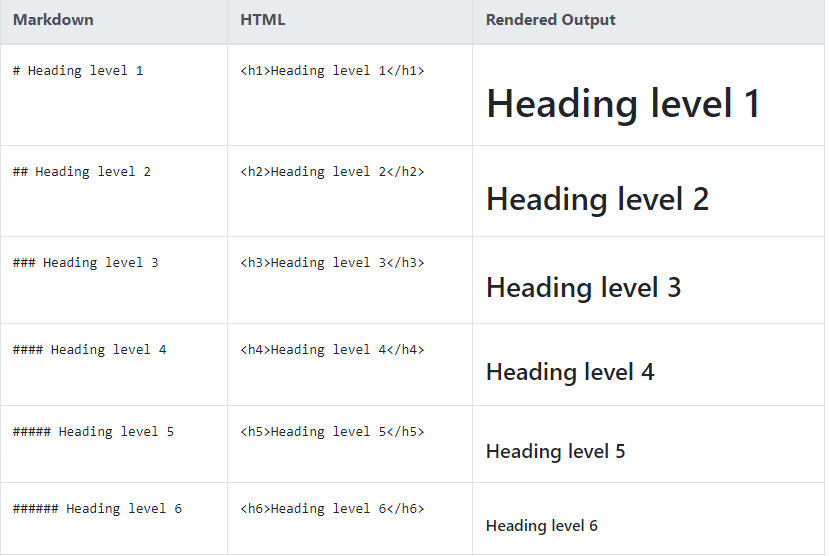 Markdown HTML Rendered Output
# Heading level 1 <h1>Heading level 1</h1> Heading level 1
## Heading level 2 <h2>Heading level 2</h2> Heading level 2
### Heading level 3 <h3>Heading level 3</h3> Heading level 3
#### Heading level 4 <h4>Heading level 4</h4> Heading level 4
##### Heading level 5 <h5>Heading level 5</h5> Heading level 5
###### Heading level 6 <h6>Heading level 6</h6> Heading level 6